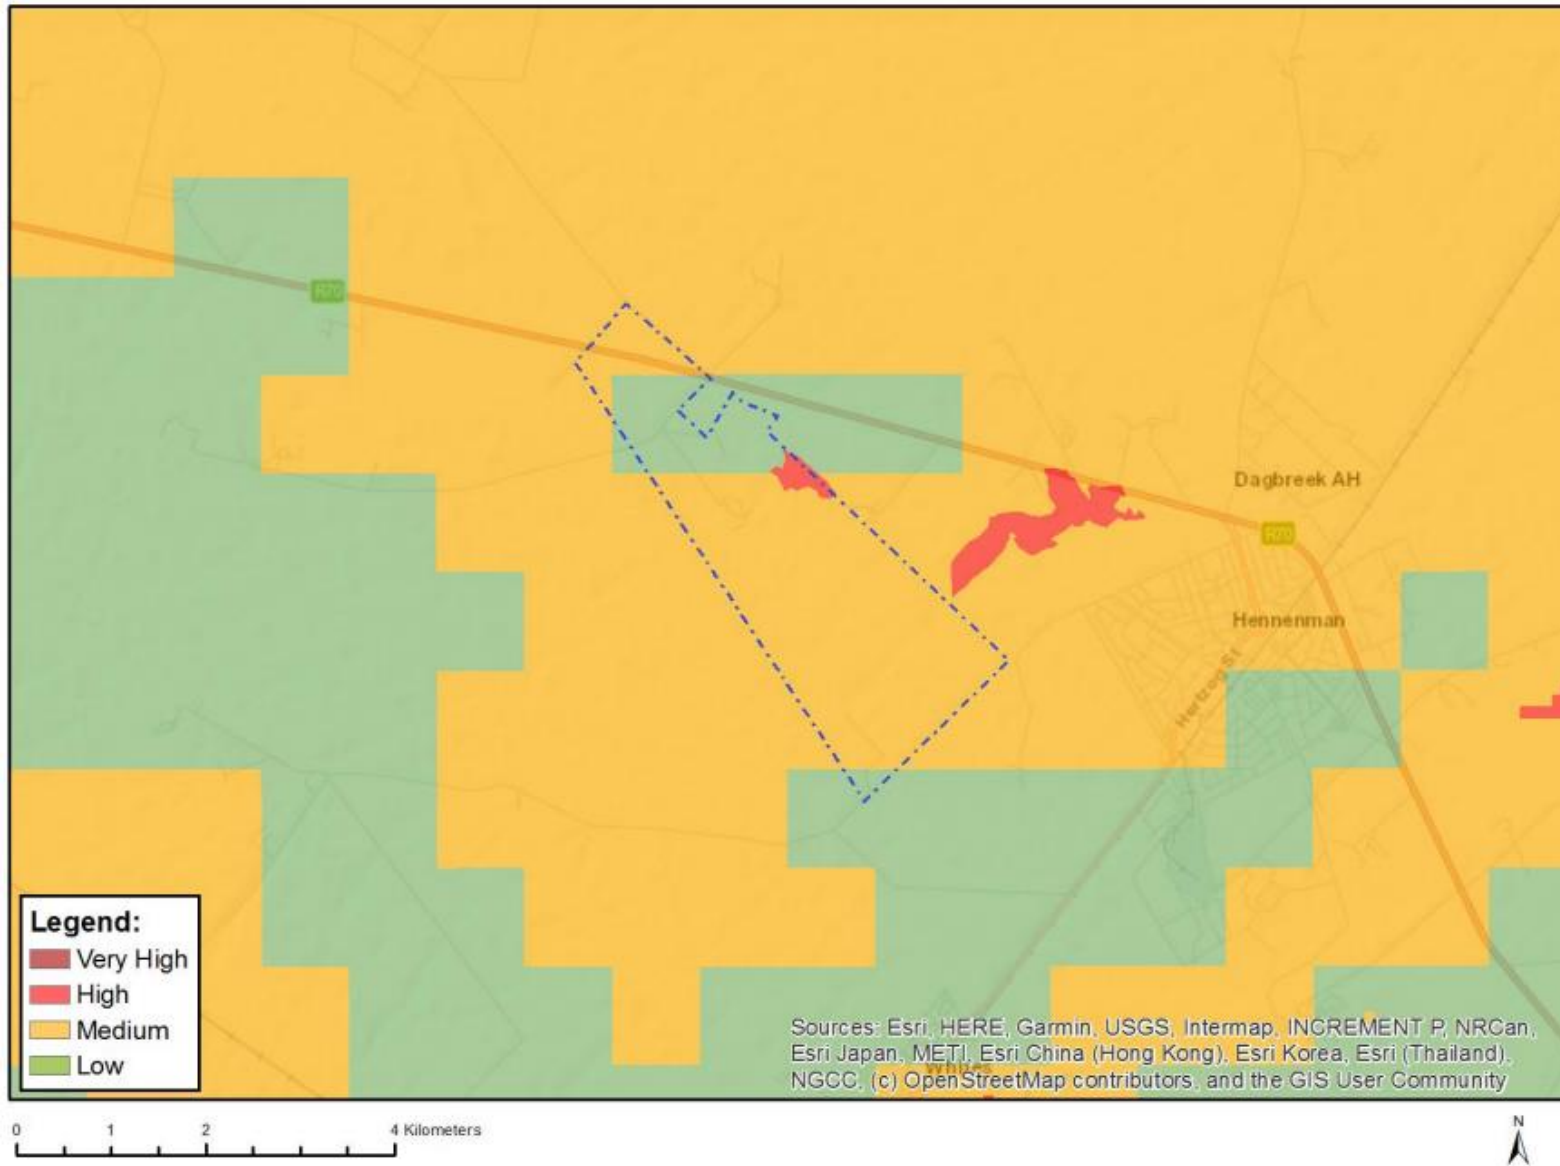 R70
Dagbreek AH
R70
Hennenman
Hertzog St
Legend:
Very High
High
Medium
Low
Sources: Esri, HERE, Garmin, USGS, Intermap, INCREMENT P, NRCan,
Esri Japan, METI, Esri China (Hong Kong), Esri Korea, Esri (Thailand),
NGCC, (c) OpenStreetMap contributors, and the GIS User Community
Whites
0 1 2 4 Kilometers
N